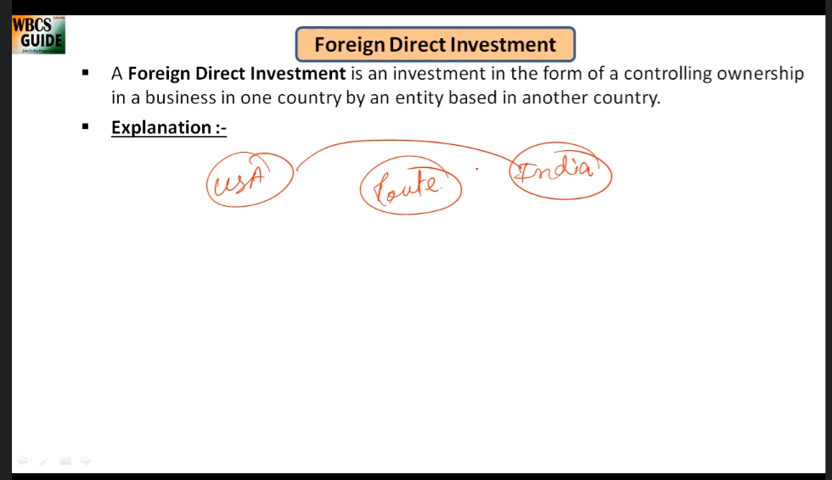 WBCS
GUIDE
Foreign Direct Investment
▪ A Foreign Direct Investment is an investment in the form of a controlling ownership
in a business in one country by an entity based in another country.
▪ Explanation :-
USA Route India